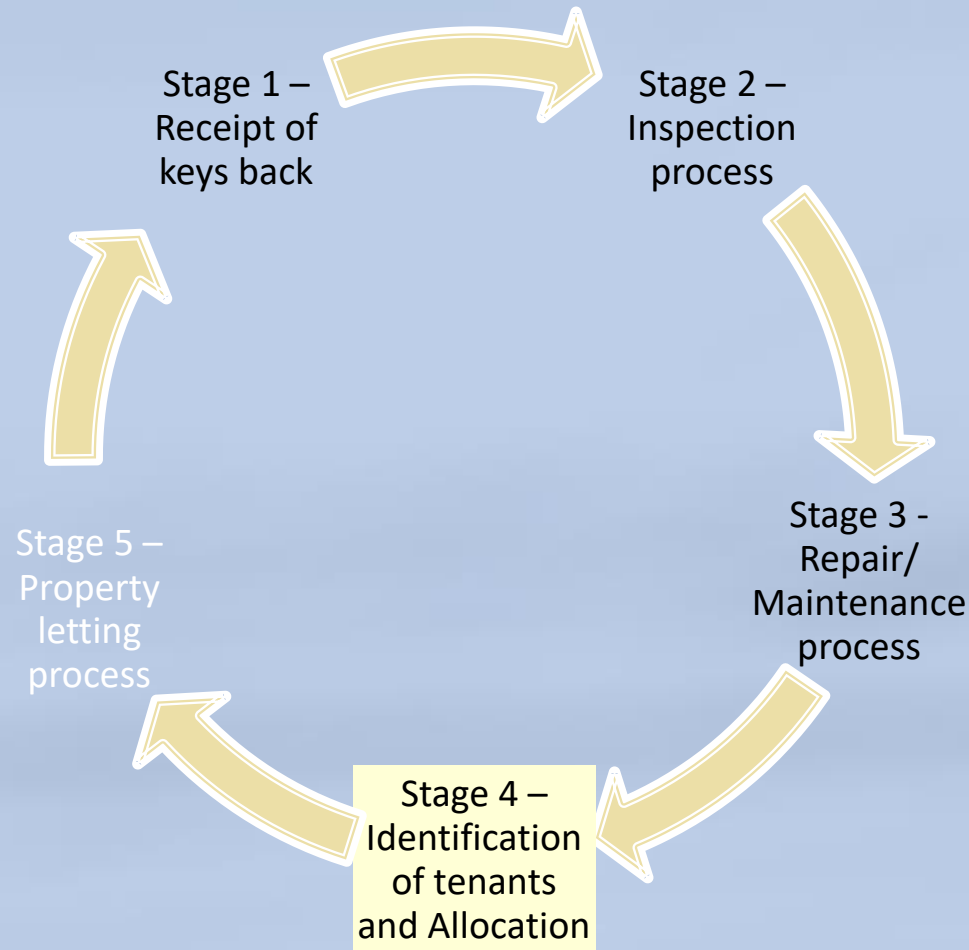 Stage 1 –
Receipt of
keys back
Stage 2 –
Inspection
process
Stage 3 -
Repair/
Maintenance
process
Stage 4 –
Identification
of tenants
and Allocation
Stage 5 –
Property
letting
process